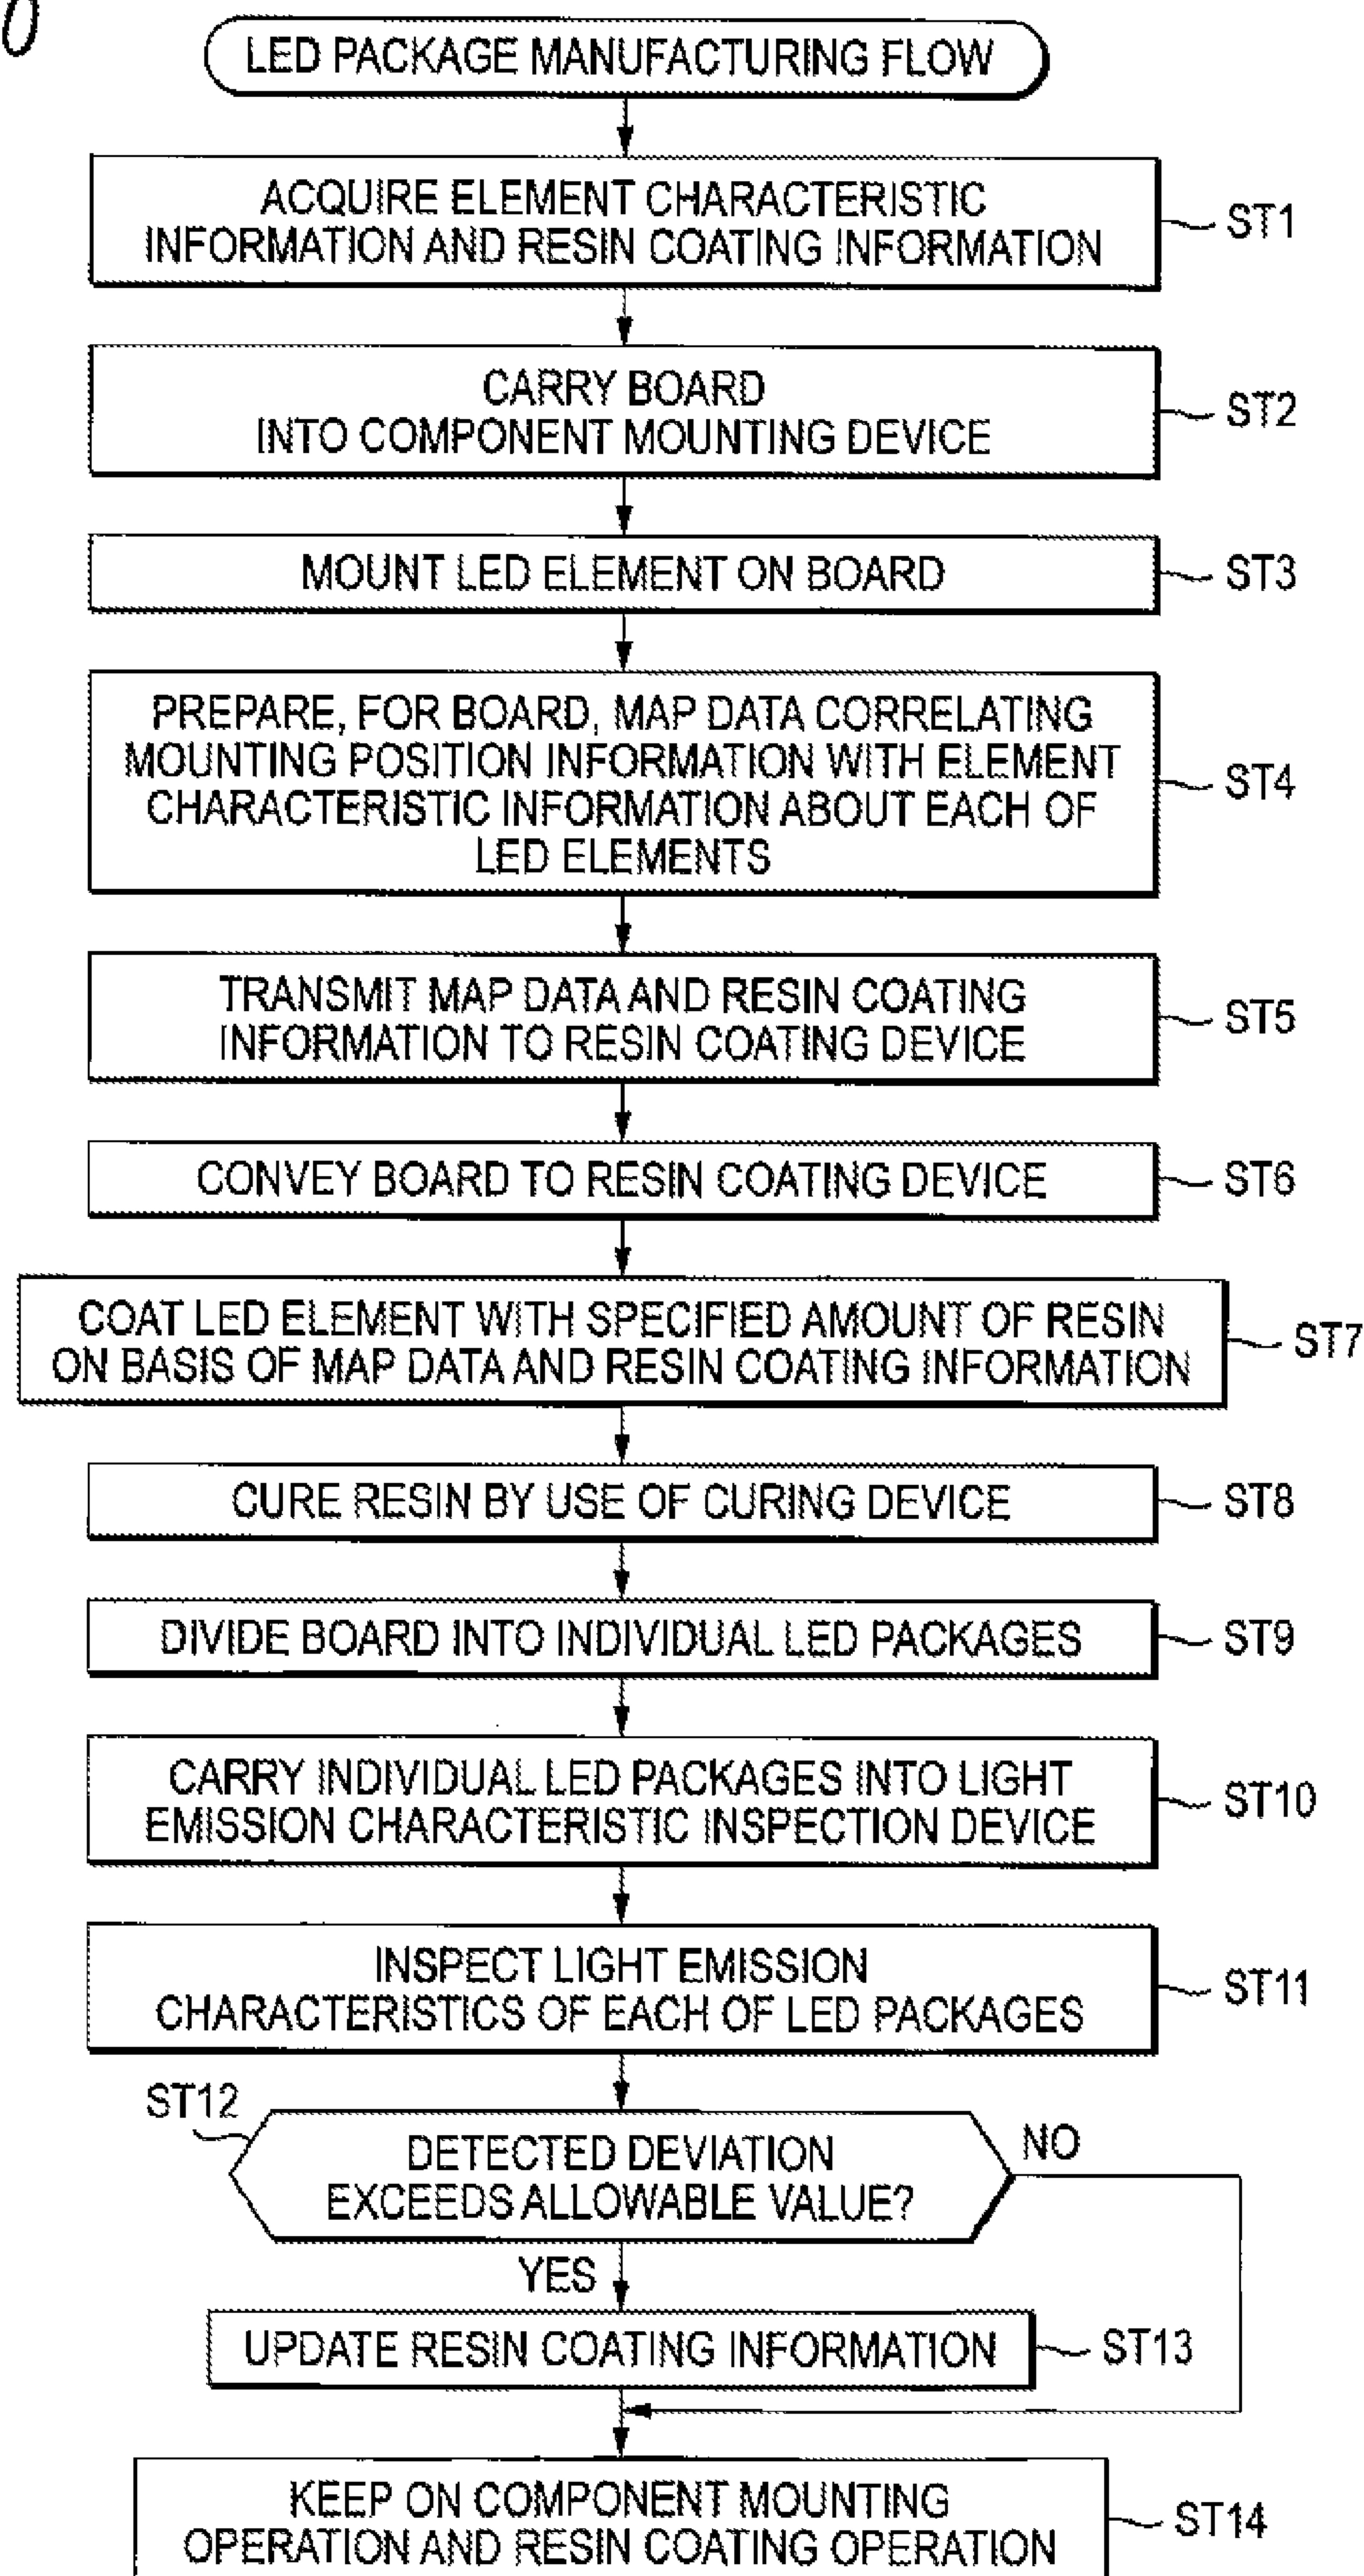 LED PACKAGE MANUFACTURING FLOW
ACQUIRE ELEMENT CHARACTERISTIC
INFORMATION AND RESIN COATING INFORMATION
ST1
CARRY BOARD
INTO COMPONENT MOUNTING DEVICE
ST2
MOUNT LED ELEMENT ON BOARD
ST3
PREPARE, FOR BOARD, MAP DATA CORRELATING
MOUNTING POSITION INFORMATION WITH ELEMENT
CHARACTERISTIC INFORMATION ABOUT EACH OF
LED ELEMENTS
ST4
TRANSMIT MAP DATA AND RESIN COATING
INFORMATION TO RESIN COATING DEVICE
ST5
CONVEY BOARD TO RESIN COATING DEVICE
ST6
COAT LED ELEMENT WITH SPECIFIED AMOUNT OF RESIN
ON BASIS OF MAP DATA AND RESIN COATING INFORMATION
ST7
CURE RESIN BY USE OF CURING DEVICE
ST8
DIVIDE BOARD INTO INDIVIDUAL LED PACKAGES
ST9
CARRY INDIVIDUAL LED PACKAGES INTO LIGHT
EMISSION CHARACTERISTIC INSPECTION DEVICE
ST10
INSPECT LIGHT EMISSION
CHARACTERISTICS OF EACH OF LED PACKAGES
ST11
ST12
DETECTED DEVIATION
EXCEEDS ALLOWABLE VALUE?
NO
YES
UPDATE RESIN COATING INFORMATION
ST13
KEEP ON COMPONENT MOUNTING
OPERATION AND RESIN COATING OPERATION
ST14